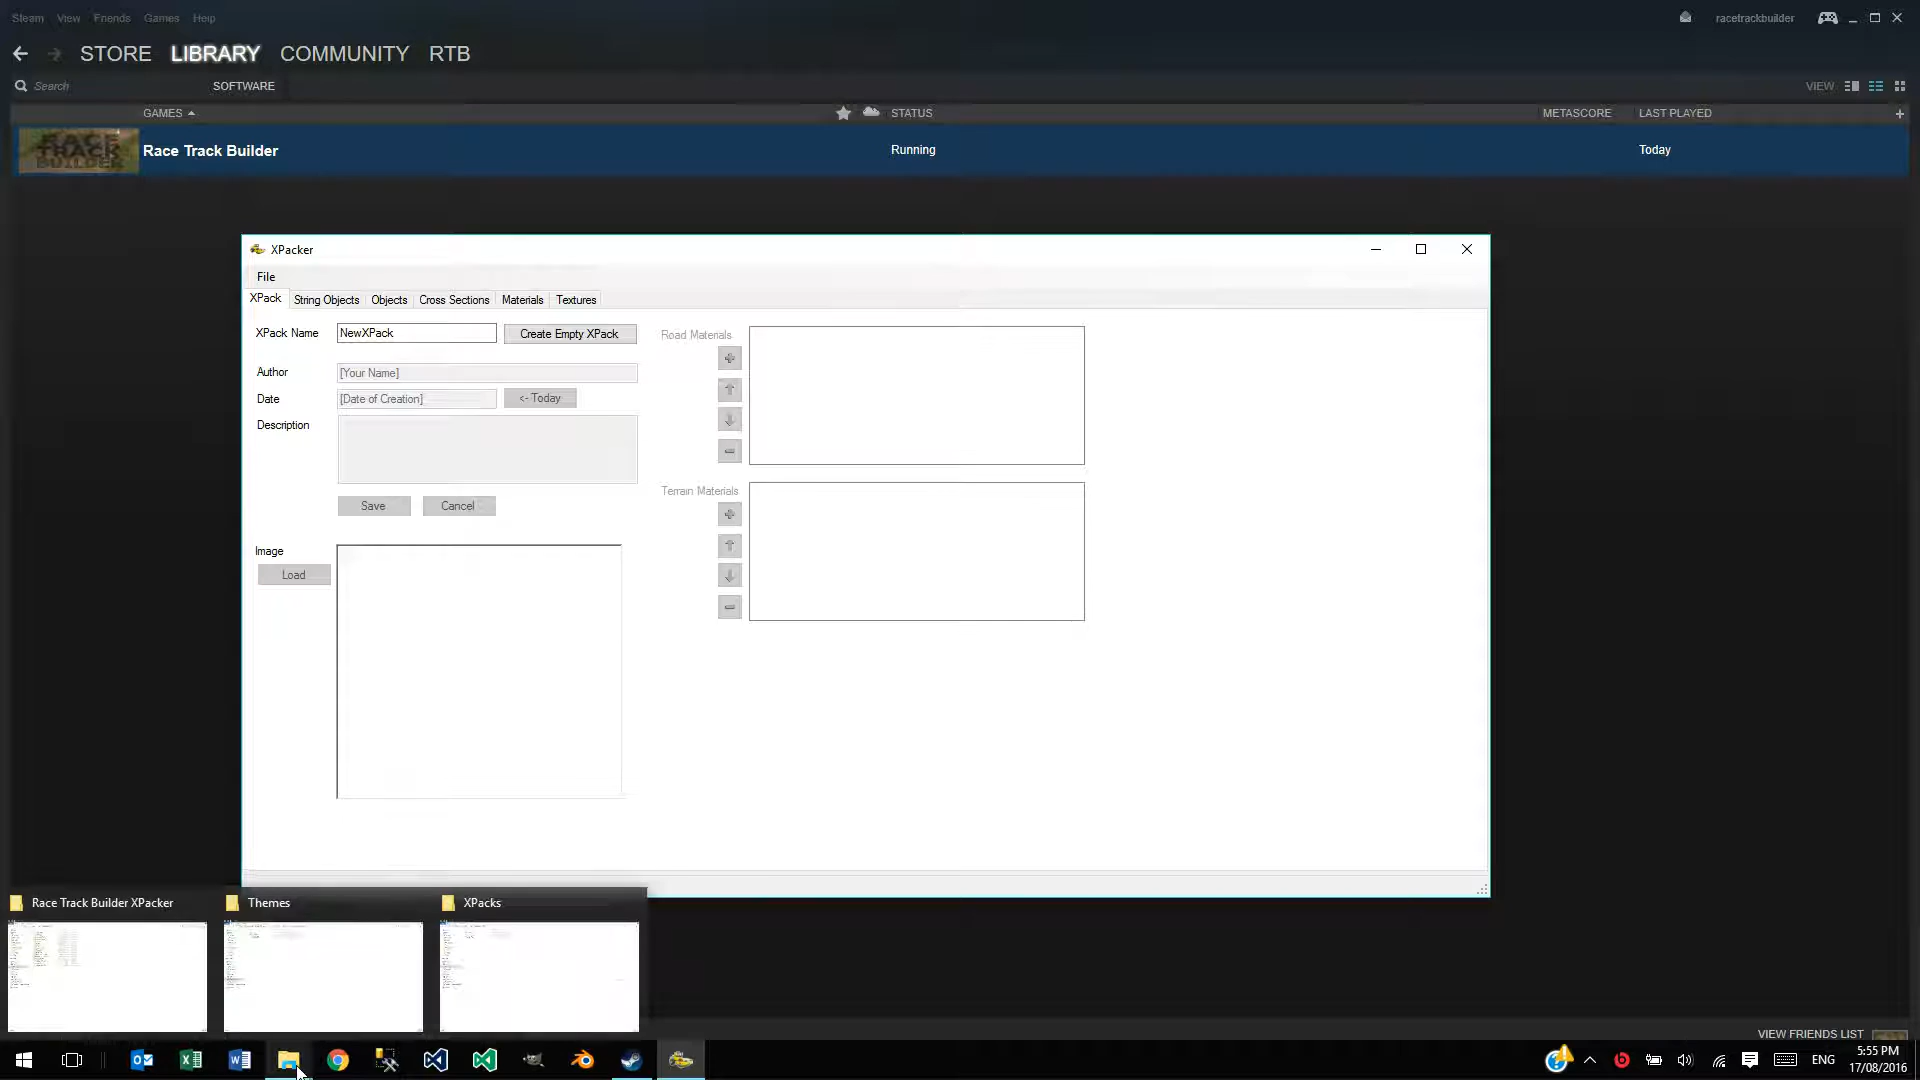 Steam View Friends Games Help
racetrackbuilder
STORE LIBRARY COMMUNITY RTB
Search
SOFTWARE
VIEW
GAMES
STATUS
METASCORE
LAST PLAYED
RACE TRACK BUILDER
Race Track Builder
Running
Today
XPacker
File
XPack String Objects Objects Cross Sections Materials Textures
XPack Name
NewXPack
Create Empty XPack
Author
[Your Name]
Date
[Date of Creation]
<- Today
Description
Save
Cancel
Image
Load
Road Materials
Terrain Materials
Race Track Builder XPacker
Themes
XPacks
VIEW FRIENDS LIST
ENG
5:55 PM
17/08/2016